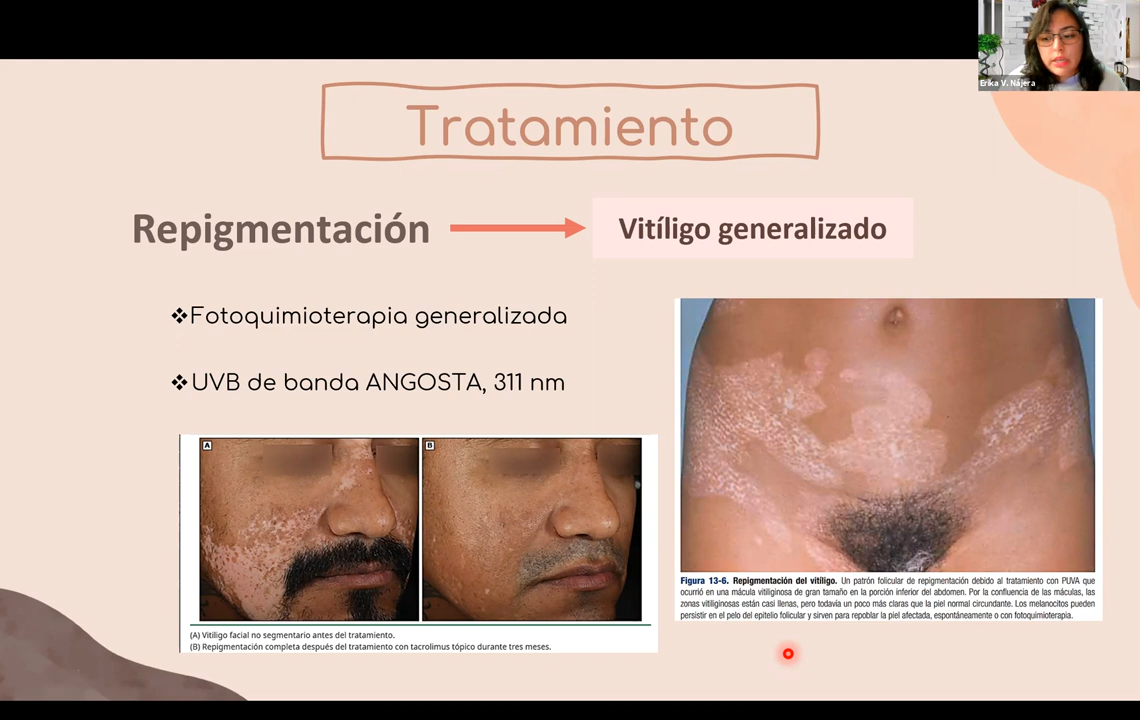 Erika V. Nájera
Tratamiento
Repigmentación
Vitíligo generalizado
❖Fotoquimioterapia generalizada
❖UVB de banda ANGOSTA, 311 nm
A
B
(A) Vitiligo facial no segmentario antes del tratamiento.
(B) Repigmentación completa después del tratamiento con tacrolimus tópico durante tres meses.
Figura 13-6. Repigmentación del vitíligo. Un patrón folicular de repigmentación debido al tratamiento con PUVA que
ocurrió en una mácula vitiliginosa de gran tamaño en la porción inferior del abdomen. Por la confluencia de las máculas, las
zonas vitiliginosas están casi llenas, pero todavía un poco más claras que la piel normal circundante. Los melanocitos pueden
persistir en el pelo del epitelio folicular y sirven para repoblar la piel afectada, espontáneamente o con fotoquimioterapia.